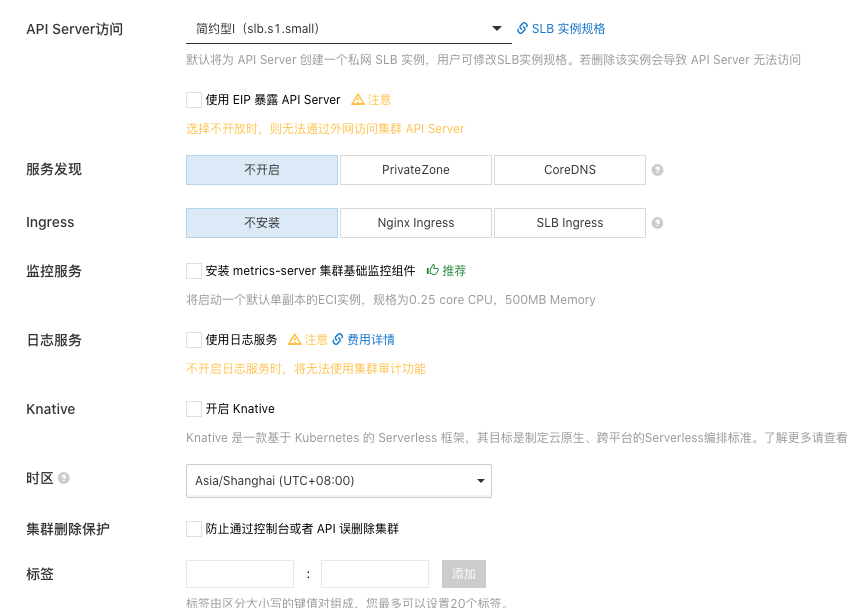 API Server访问
简约型I（slb.s1.small） SLB 实例规格
默认将为 API Server 创建一个私网 SLB 实例，用户可修改SLB实例规格。若删除该实例会导致 API Server 无法访问
使用 EIP 暴露 API Server 注意
选择不开放时，则无法通过外网访问集群 API Server
服务发现 不开启 PrivateZone CoreDNS
Ingress 不安装 Nginx Ingress SLB Ingress
监控服务 安装 metrics-server 集群基础监控组件 推荐
将启动一个默认单副本的ECI实例，规格为0.25 core CPU，500MB Memory
日志服务 使用日志服务 注意 费用详情
不开启日志服务时，将无法使用集群审计功能
Knative 开启 Knative
Knative 是一款基于 Kubernetes 的 Serverless 框架，其目标是制定云原生、跨平台的Serverless编排标准。了解更多请查看
时区 Asia/Shanghai (UTC+08:00)
集群删除保护 防止通过控制台或者 API 误删除集群
标签 : 添加
标签由区分大小写的键值对组成，您最多可以设置20个标签。